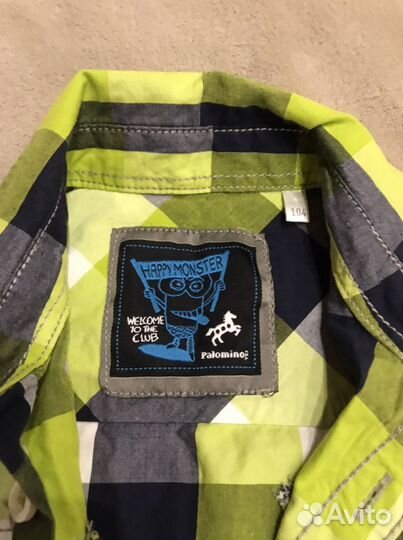 104
HAPPY MONSTER
WELCOME
TO THE
CLUB
Palomino
Avito